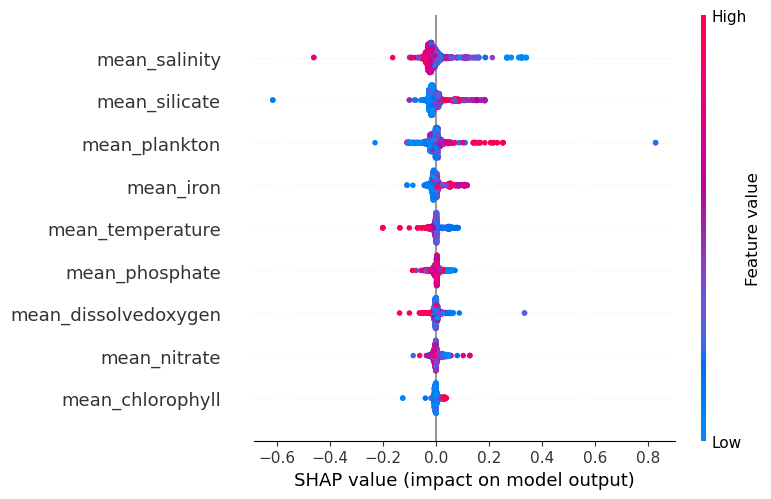 High
mean_salinity
mean_silicate
mean_plankton
mean_iron
mean_temperature
mean_phosphate
mean_dissolvedoxygen
mean_nitrate
mean_chlorophyll
Feature value
Low
−0.6 −0.4 −0.2 0.0 0.2 0.4 0.6 0.8
SHAP value (impact on model output)